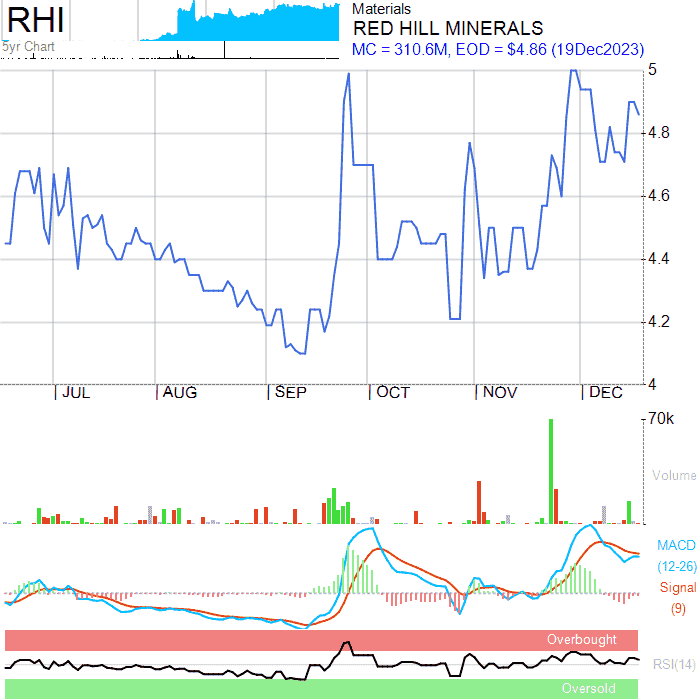 RHI
5yr Chart
Materials
RED HILL MINERALS
MC = 310.6M, EOD = $4.86 (19Dec2023)
5
4.8
4.6
4.4
4.2
4
JUL
AUG
SEP
OCT
NOV
DEC
70k
Volume
MACD
(12-26)
Signal
(9)
Overbought
RSI(14)
Oversold